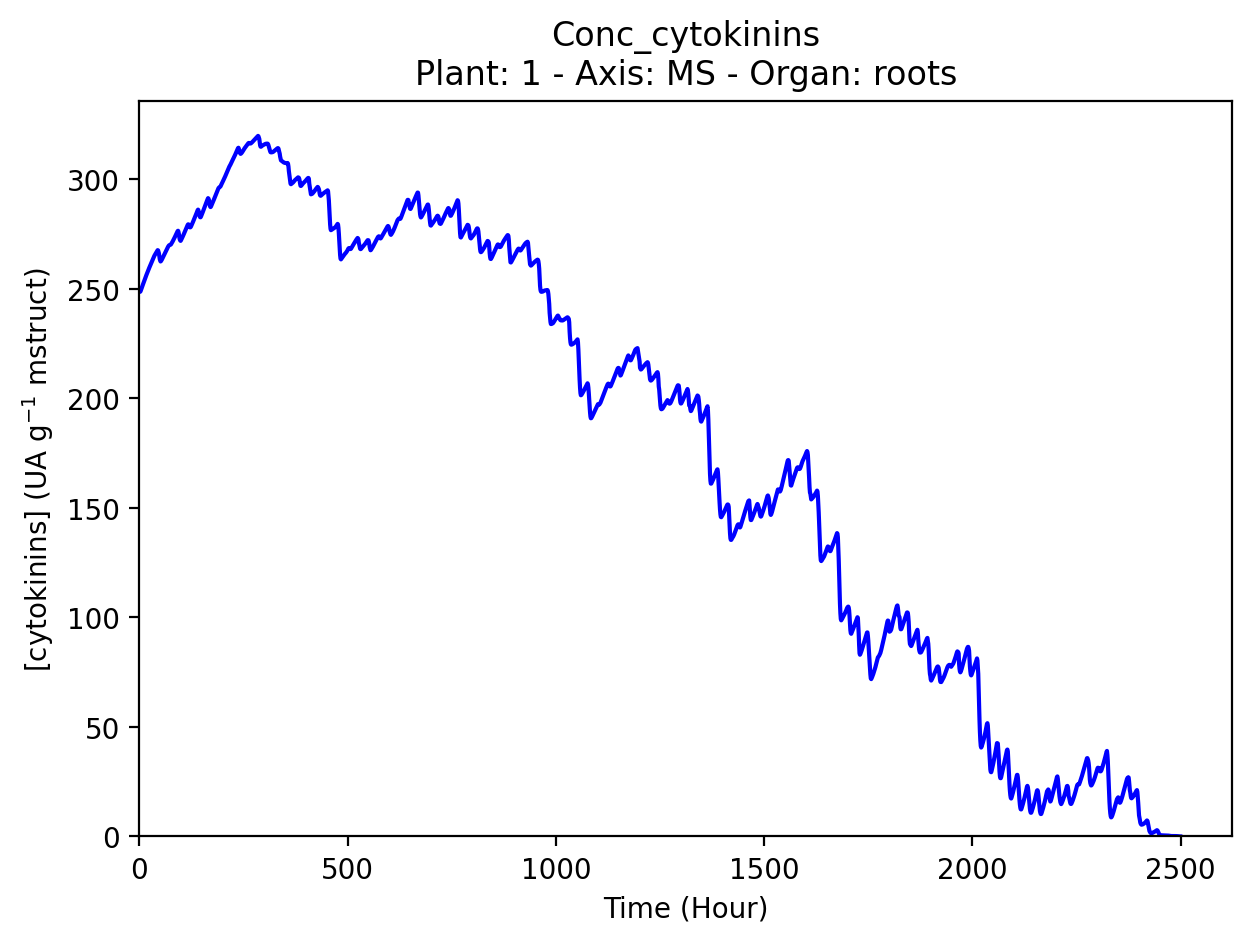 Conc_cytokinins
Plant: 1 - Axis: MS - Organ: roots
[cytokinins] (UA g⁻¹ mstruct)
300
250
200
150
100
50
0
0 500 1000 1500 2000 2500
Time (Hour)